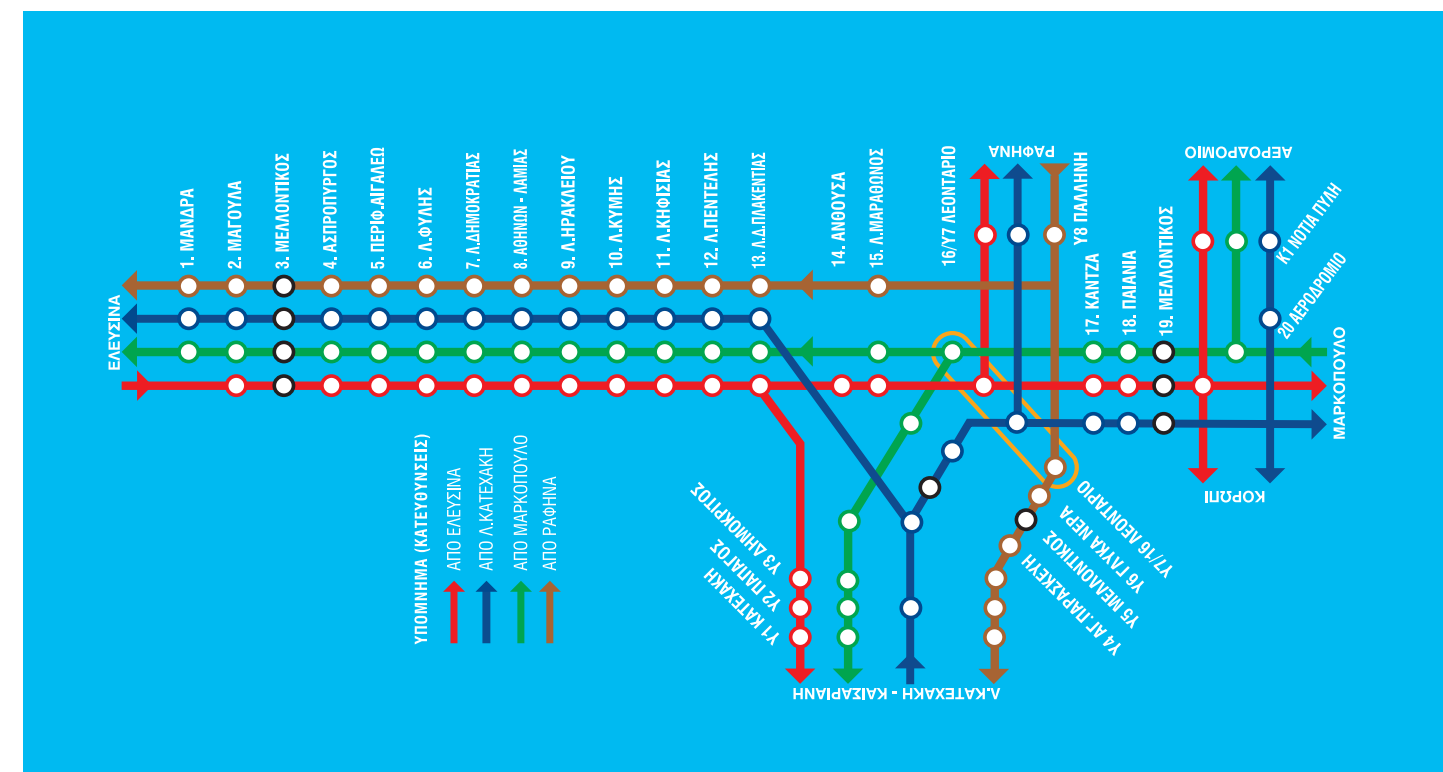 ΕΛΕΥΣΙΝΑ
1. ΜΑΝΔΡΑ
2. ΜΑΓΟΥΛΑ
3. ΜΕΛΛΟΝΤΙΚΟΣ
4. ΑΣΠΡΟΠΥΡΓΟΣ
5. ΠΕΡΙΦ.ΑΙΓΑΛΕΩ
6. Λ.ΦΥΛΗΣ
7. Λ.ΔΗΜΟΚΡΑΤΙΑΣ
8. ΑΘΗΝΩΝ - ΛΑΜΙΑΣ
9. Λ.ΗΡΑΚΛΕΙΟΥ
10. Λ.ΚΥΜΗΣ
11. Λ.ΚΗΦΙΣΙΑΣ
12. Λ.ΠΕΝΤΕΛΗΣ
13. Λ.Δ.ΠΛΑΚΕΝΤΙΑΣ
14. ΑΝΘΟΥΣΑ
15. Λ.ΜΑΡΑΘΩΝΟΣ
16/Υ7 ΛΕΟΝΤΑΡΙΟ
ΡΑΦΗΝΑ
Υ8 ΠΑΛΛΗΝΗ
17. ΚΑΝΤΖΑ
18. ΠΑΙΑΝΙΑ
19. ΜΕΛΛΟΝΤΙΚΟΣ
ΑΕΡΟΔΡΟΜΙΟ
Κ1 ΝΟΤΙΑ ΠΥΛΗ
20 ΑΕΡΟΔΡΟΜΙΟ
ΜΑΡΚΟΠΟΥΛΟ
ΚΟΡΩΠΙ
ΥΠΟΜΝΗΜΑ (ΚΑΤΕΥΘΥΝΣΕΙΣ)
ΑΠΟ ΕΛΕΥΣΙΝΑ
ΑΠΟ Λ.ΚΑΤΕΧΑΚΗ
ΑΠΟ ΜΑΡΚΟΠΟΥΛΟ
ΑΠΟ ΡΑΦΗΝΑ
Υ1 ΚΑΤΕΧΑΚΗ
Υ2 ΠΑΠΑΓΟΣ
Υ3 ΔΗΜΟΚΡΙΤΟΣ
Υ4 ΑΓ.ΠΑΡΑΣΚΕΥΗ
Υ5 ΜΕΛΛΟΝΤΙΚΟΣ
Υ6 ΓΛΥΚΑ ΝΕΡΑ
Υ7/16 ΛΕΟΝΤΑΡΙΟ
Λ.ΚΑΤΕΧΑΚΗ - ΚΑΙΣΑΡΙΑΝΗ